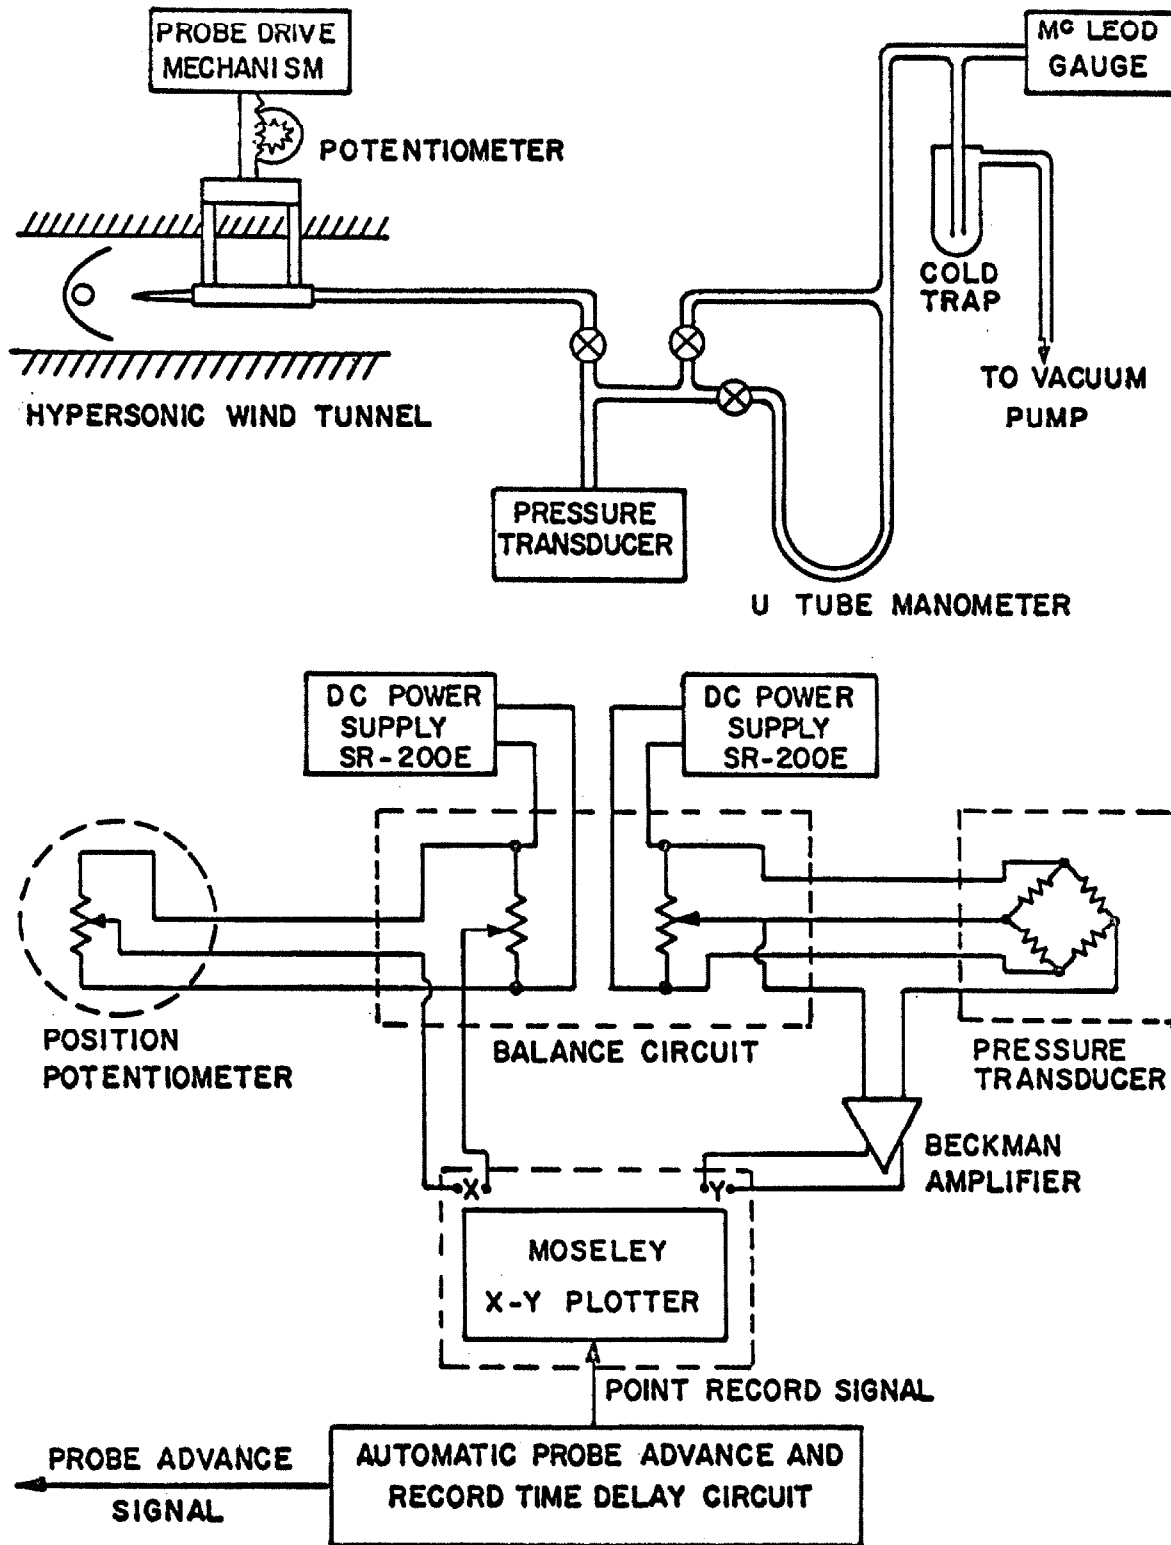 PROBE DRIVE
MECHANISM
POTENTIOMETER
Mc LEOD
GAUGE
COLD
TRAP
TO VACUUM
PUMP
HYPERSONIC WIND TUNNEL
PRESSURE
TRANSDUCER
U TUBE MANOMETER
DC POWER
SUPPLY
SR-200E
DC POWER
SUPPLY
SR-200E
POSITION
POTENTIOMETER
BALANCE CIRCUIT
PRESSURE
TRANSDUCER
BECKMAN
AMPLIFIER
X
Y
MOSELEY
X-Y PLOTTER
POINT RECORD SIGNAL
PROBE ADVANCE
SIGNAL
AUTOMATIC PROBE ADVANCE AND
RECORD TIME DELAY CIRCUIT